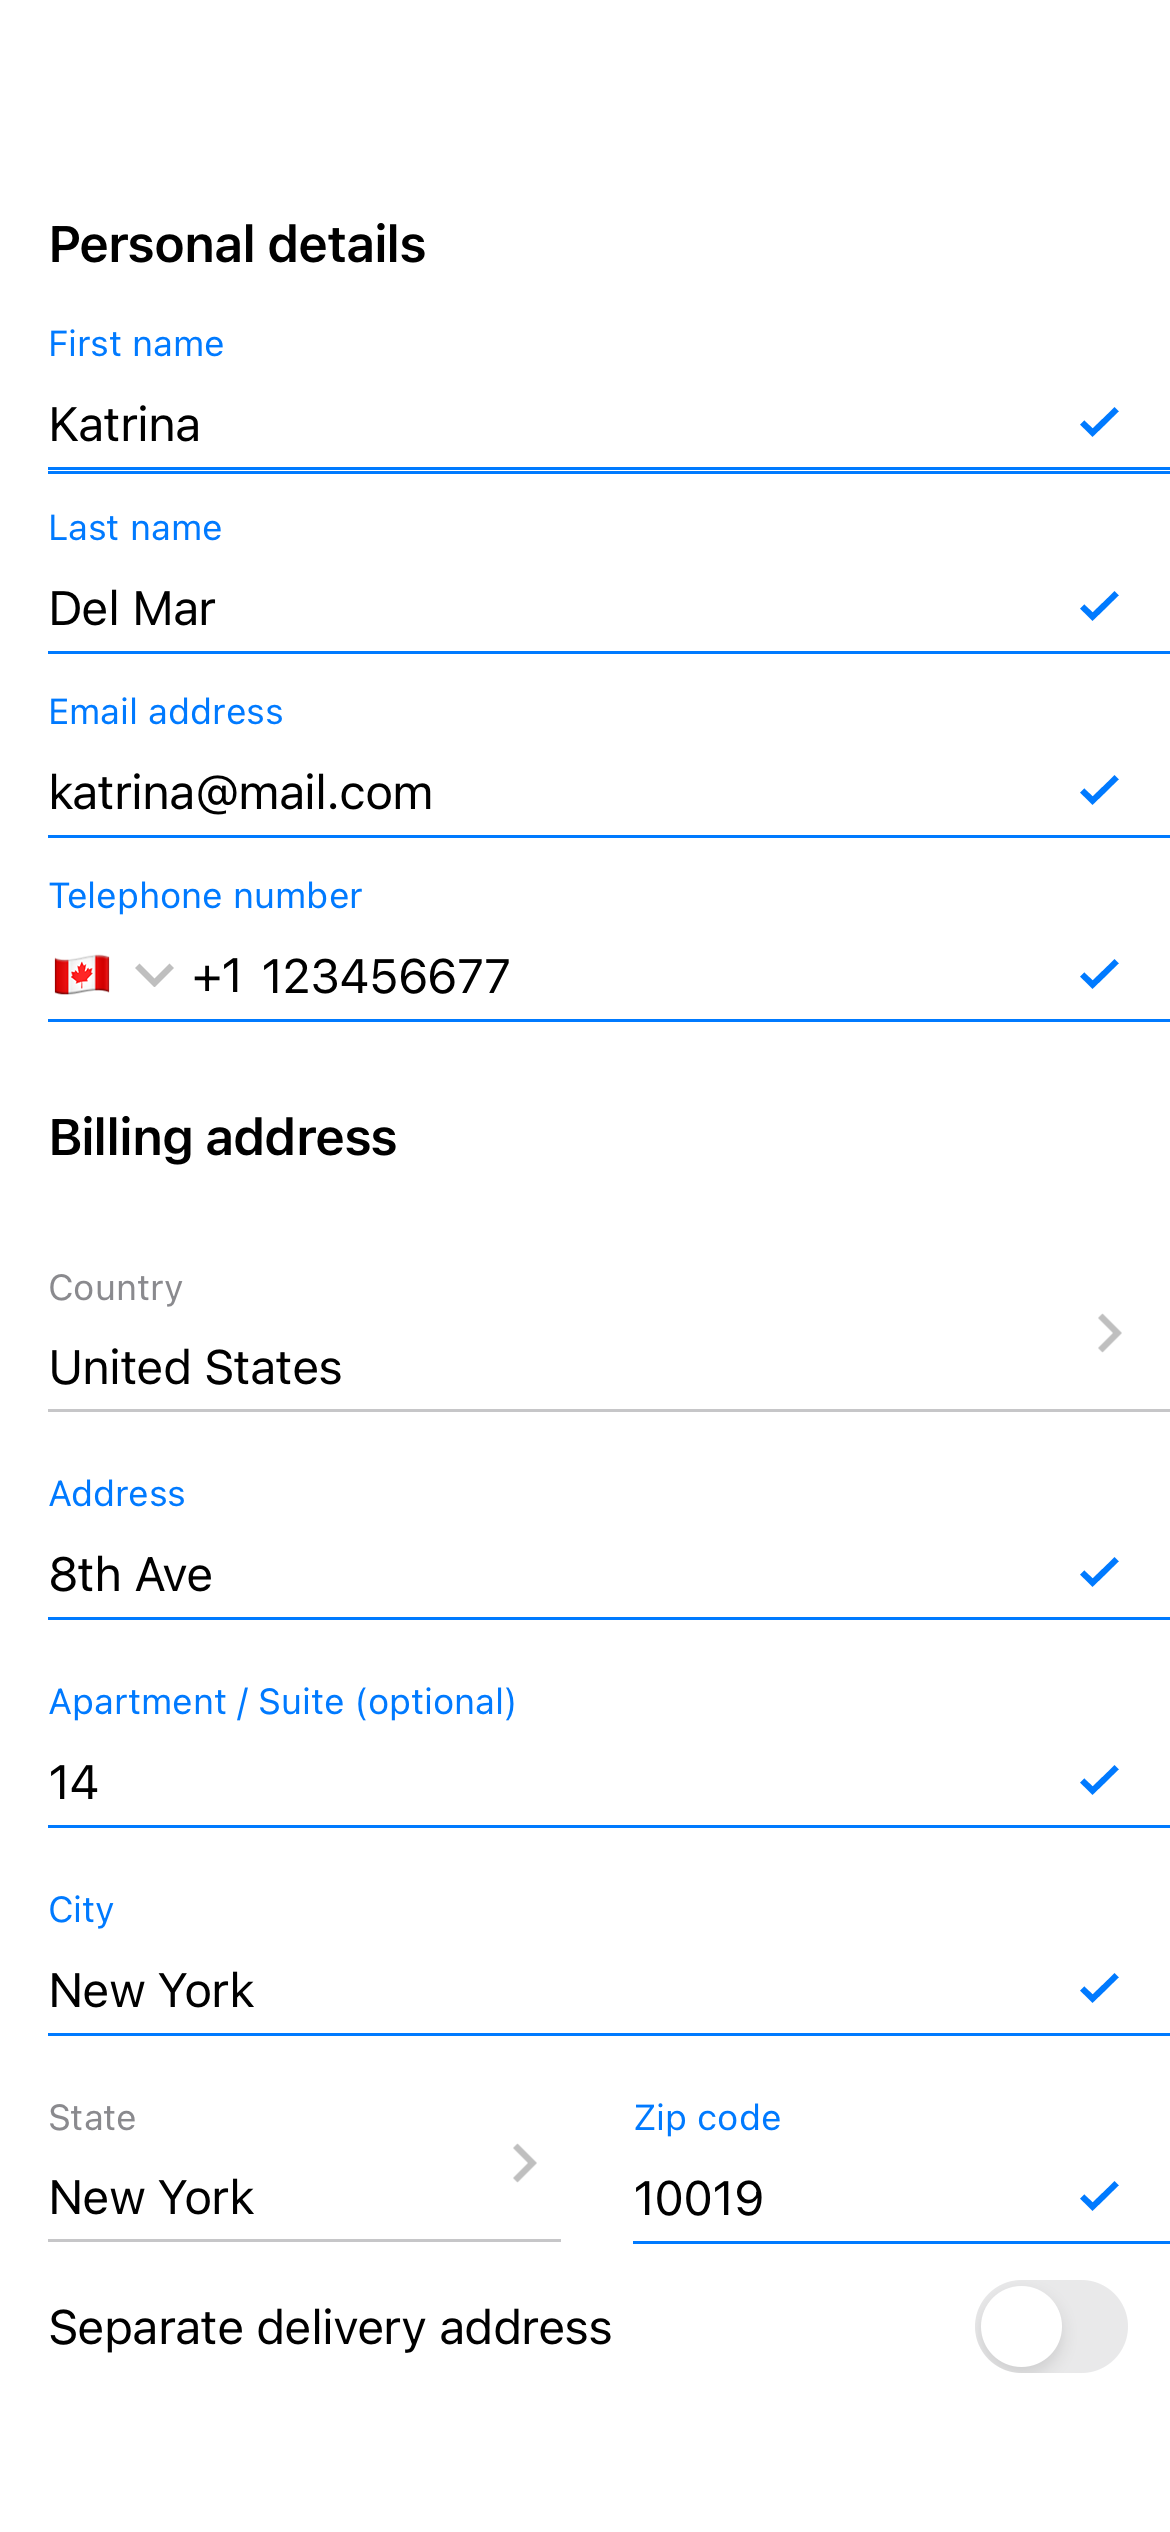 Personal details
First name
Katrina
Last name
Del Mar
Email address
katrina@mail.com
Telephone number
+1 123456677
Billing address
Country
United States
Address
8th Ave
Apartment / Suite (optional)
14
City
New York
State
New York
Zip code
10019
Separate delivery address